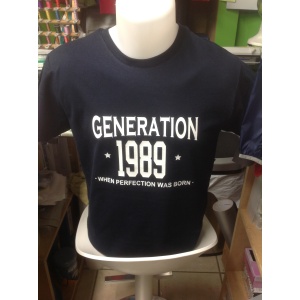 GENERATION
★ 1989 ★
- WHEN PERFECTION WAS BORN -